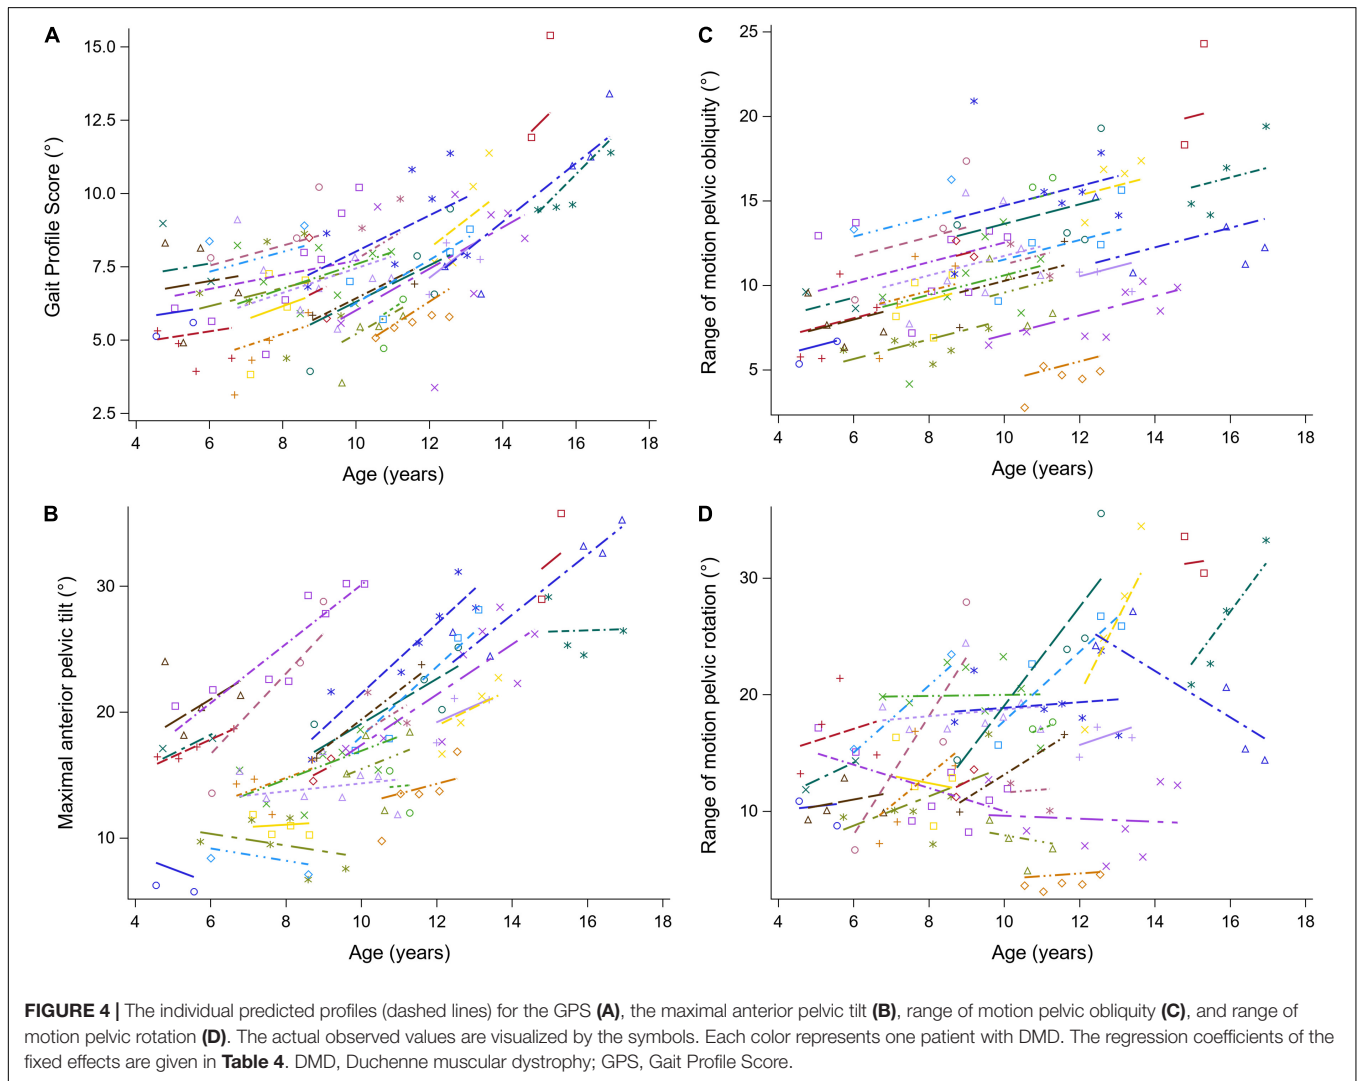 A
Gait Profile Score (°)
15.0
12.5
10.0
7.5
5.0
2.5
4 6 8 10 12 14 16 18
Age (years)
C
Range of motion pelvic obliquity (°)
25
20
15
10
5
4 6 8 10 12 14 16 18
Age (years)
B
Maximal anterior pelvic tilt (°)
30
20
10
4 6 8 10 12 14 16 18
Age (years)
D
Range of motion pelvic rotation (°)
30
20
10
4 6 8 10 12 14 16 18
Age (years)
FIGURE 4 | The individual predicted profiles (dashed lines) for the GPS (A), the maximal anterior pelvic tilt (B), range of motion pelvic obliquity (C), and range of
motion pelvic rotation (D). The actual observed values are visualized by the symbols. Each color represents one patient with DMD. The regression coefficients of the
fixed effects are given in Table 4. DMD, Duchenne muscular dystrophy; GPS, Gait Profile Score.